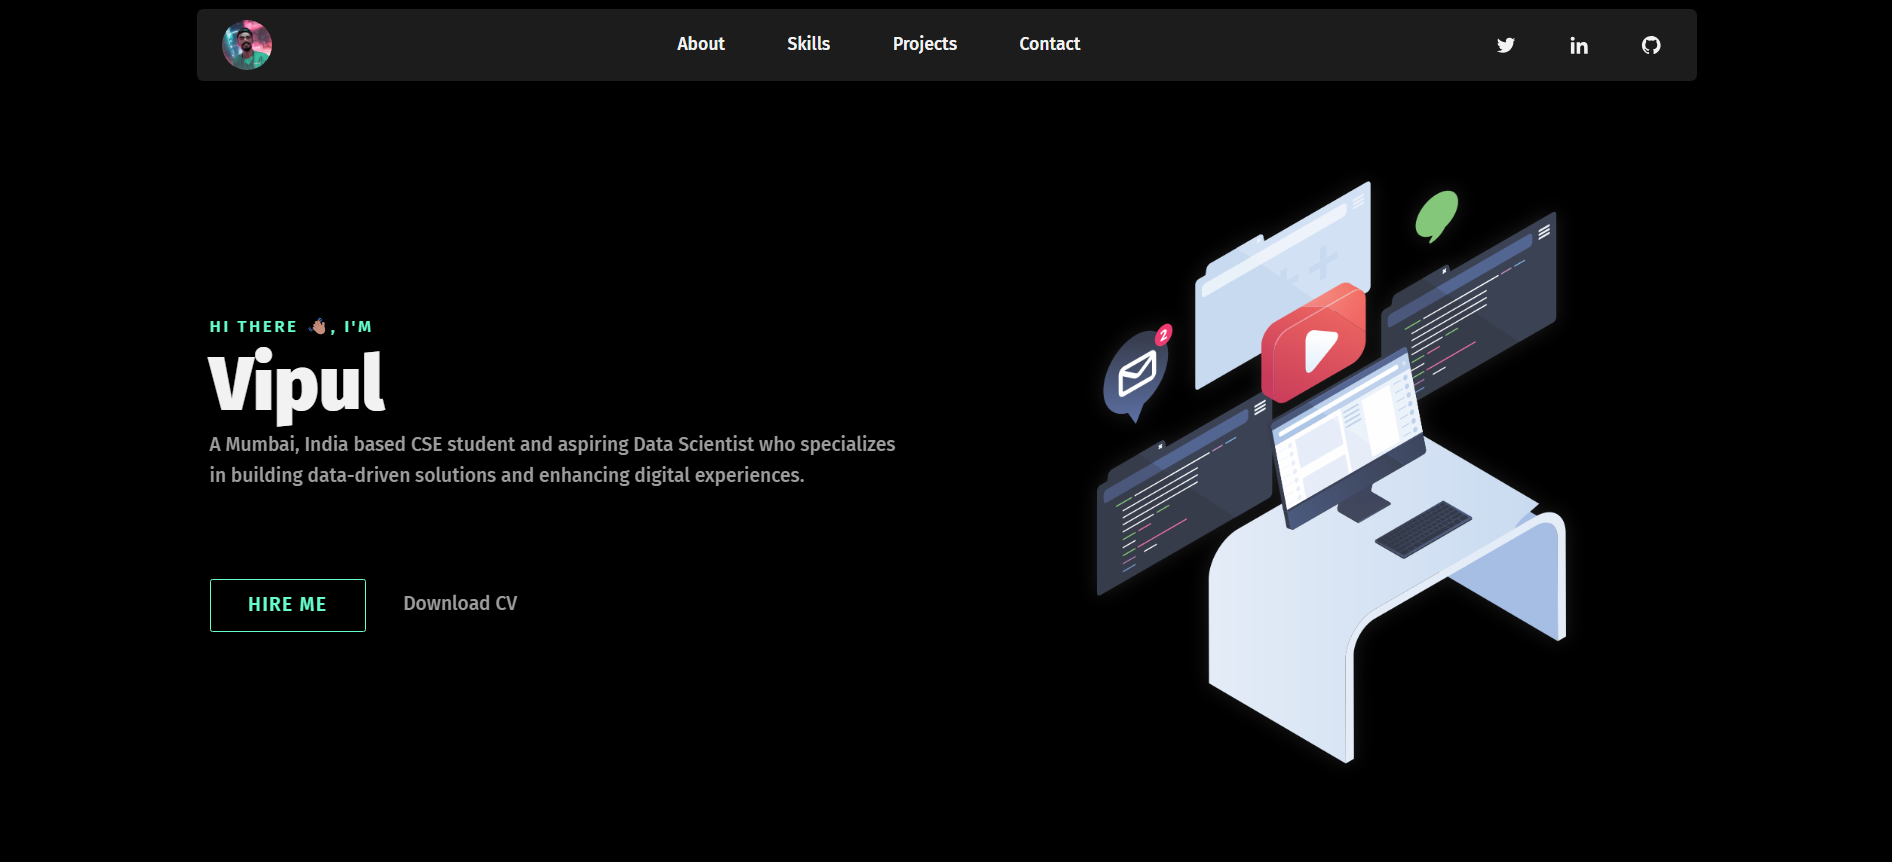 About Skills Projects Contact
HI THERE 👋🏽, I'M
Vipul
A Mumbai, India based CSE student and aspiring Data Scientist who specializes
in building data-driven solutions and enhancing digital experiences.
HIRE ME Download CV
2